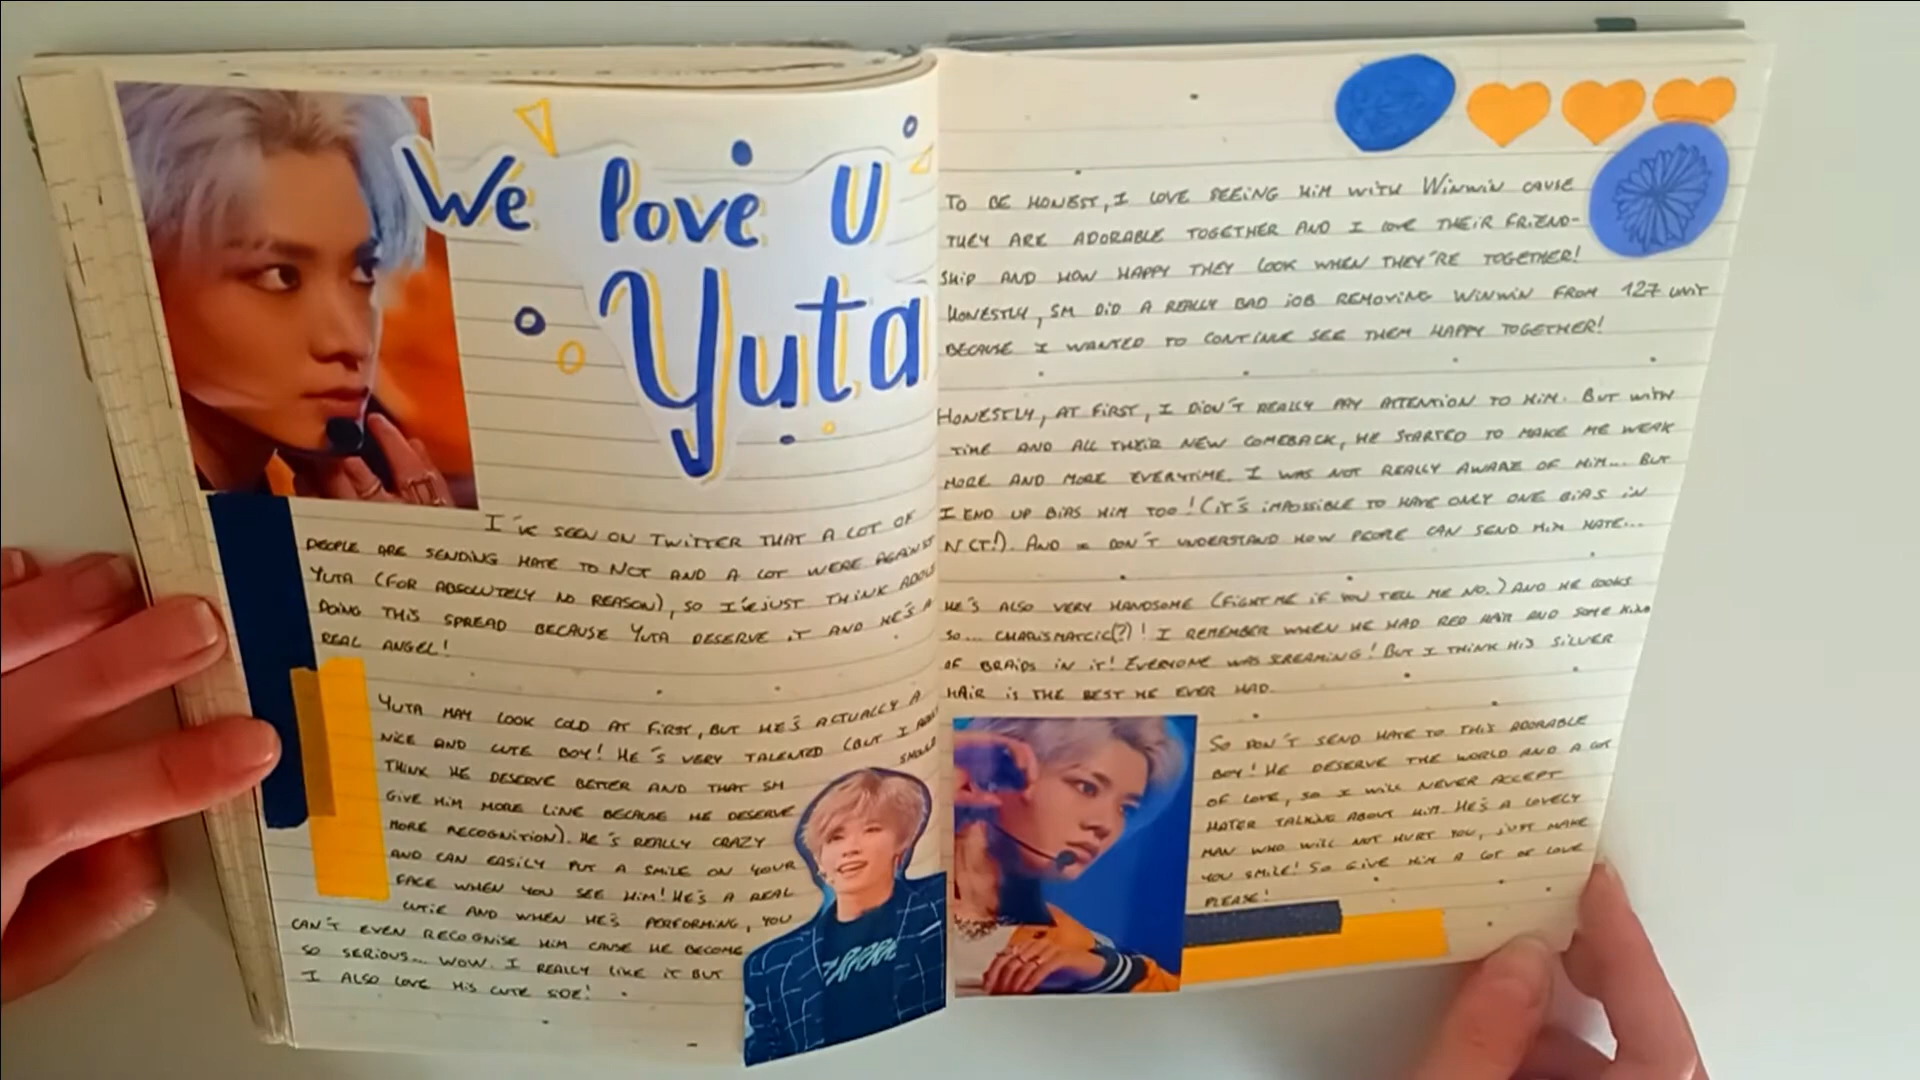 We love U
Yuta
I'VE SEEN ON TWITTER THAT A LOT OF
PEOPLE ARE SENDING HATE TO NCT AND A LOT WERE AGAINST
YUTA (FOR ABSOLUTELY NO REASON), SO I'VE JUST THINK ABOUT
DOING THIS SPREAD BECAUSE YUTA DESERVE IT AND HE'S A
REAL ANGEL!
YUTA MAY LOOK COLD AT FIRST, BUT HE'S ACTUALLY A
NICE AND CUTE BOY! HE'S VERY TALENTED (BUT I
THINK HE DESERVE BETTER AND THAT SM SHOULD
GIVE HIM MORE LINE BECAUSE HE DESERVE
MORE RECOGNITION). HE'S REALLY CRAZY
AND CAN EASILY PUT A SMILE ON YOUR
FACE WHEN YOU SEE HIM! HE'S A REAL
CUTIE AND WHEN HE'S PERFORMING, YOU
CAN'T EVEN RECOGNISE HIM CAUSE HE BECOME
SO SERIOUS... WOW. I REALLY LIKE IT BUT
I ALSO LOVE HIS CUTE SIDE!
TO BE HONEST, I LOVE SEEING HIM WITH WINWIN CAUSE
THEY ARE ADORABLE TOGETHER AND I LOVE THEIR FRIEND-
SHIP AND HOW HAPPY THEY LOOK WHEN THEY'RE TOGETHER!
HONESTLY, SM DID A REALLY BAD JOB REMOVING WINWIN FROM 127 UNIT
BECAUSE I WANTED TO CONTINUE SEE THEM HAPPY TOGETHER!
HONESTLY, AT FIRST, I DIDN'T REALLY PAY ATTENTION TO HIM. BUT WITH
TIME AND ALL THEIR NEW COMEBACK, HE STARTED TO MAKE ME WEAK
MORE AND MORE EVERYTIME. I WAS NOT REALLY AWARE OF HIM... BUT
I END UP BIAS HIM TOO! (IT'S IMPOSSIBLE TO HAVE ONLY ONE BIAS IN
NCT!). AND I DON'T UNDERSTAND HOW PEOPLE CAN SEND HIM HATE...
HE'S ALSO VERY HANDSOME (FIGHT ME IF YOU TELL ME NO.) AND HE LOOKS
SO... CHARISMATCIC(?)! I REMEMBER WHEN HE HAD RED HAIR AND SOME KIND
OF BRAIDS IN IT! EVERYONE WAS SCREAMING! BUT I THINK HIS SILVER
HAIR IS THE BEST HE EVER HAD.
SO DON'T SEND HATE TO THIS ADORABLE
BOY! HE DESERVE THE WORLD AND A LOT
OF LOVE, SO I WILL NEVER ACCEPT
HATER TALKING ABOUT HIM. HE'S A LOVELY
MAN WHO WILL NOT HURT YOU, JUST MAKE
YOU SMILE! SO GIVE HIM A LOT OF LOVE
PLEASE!